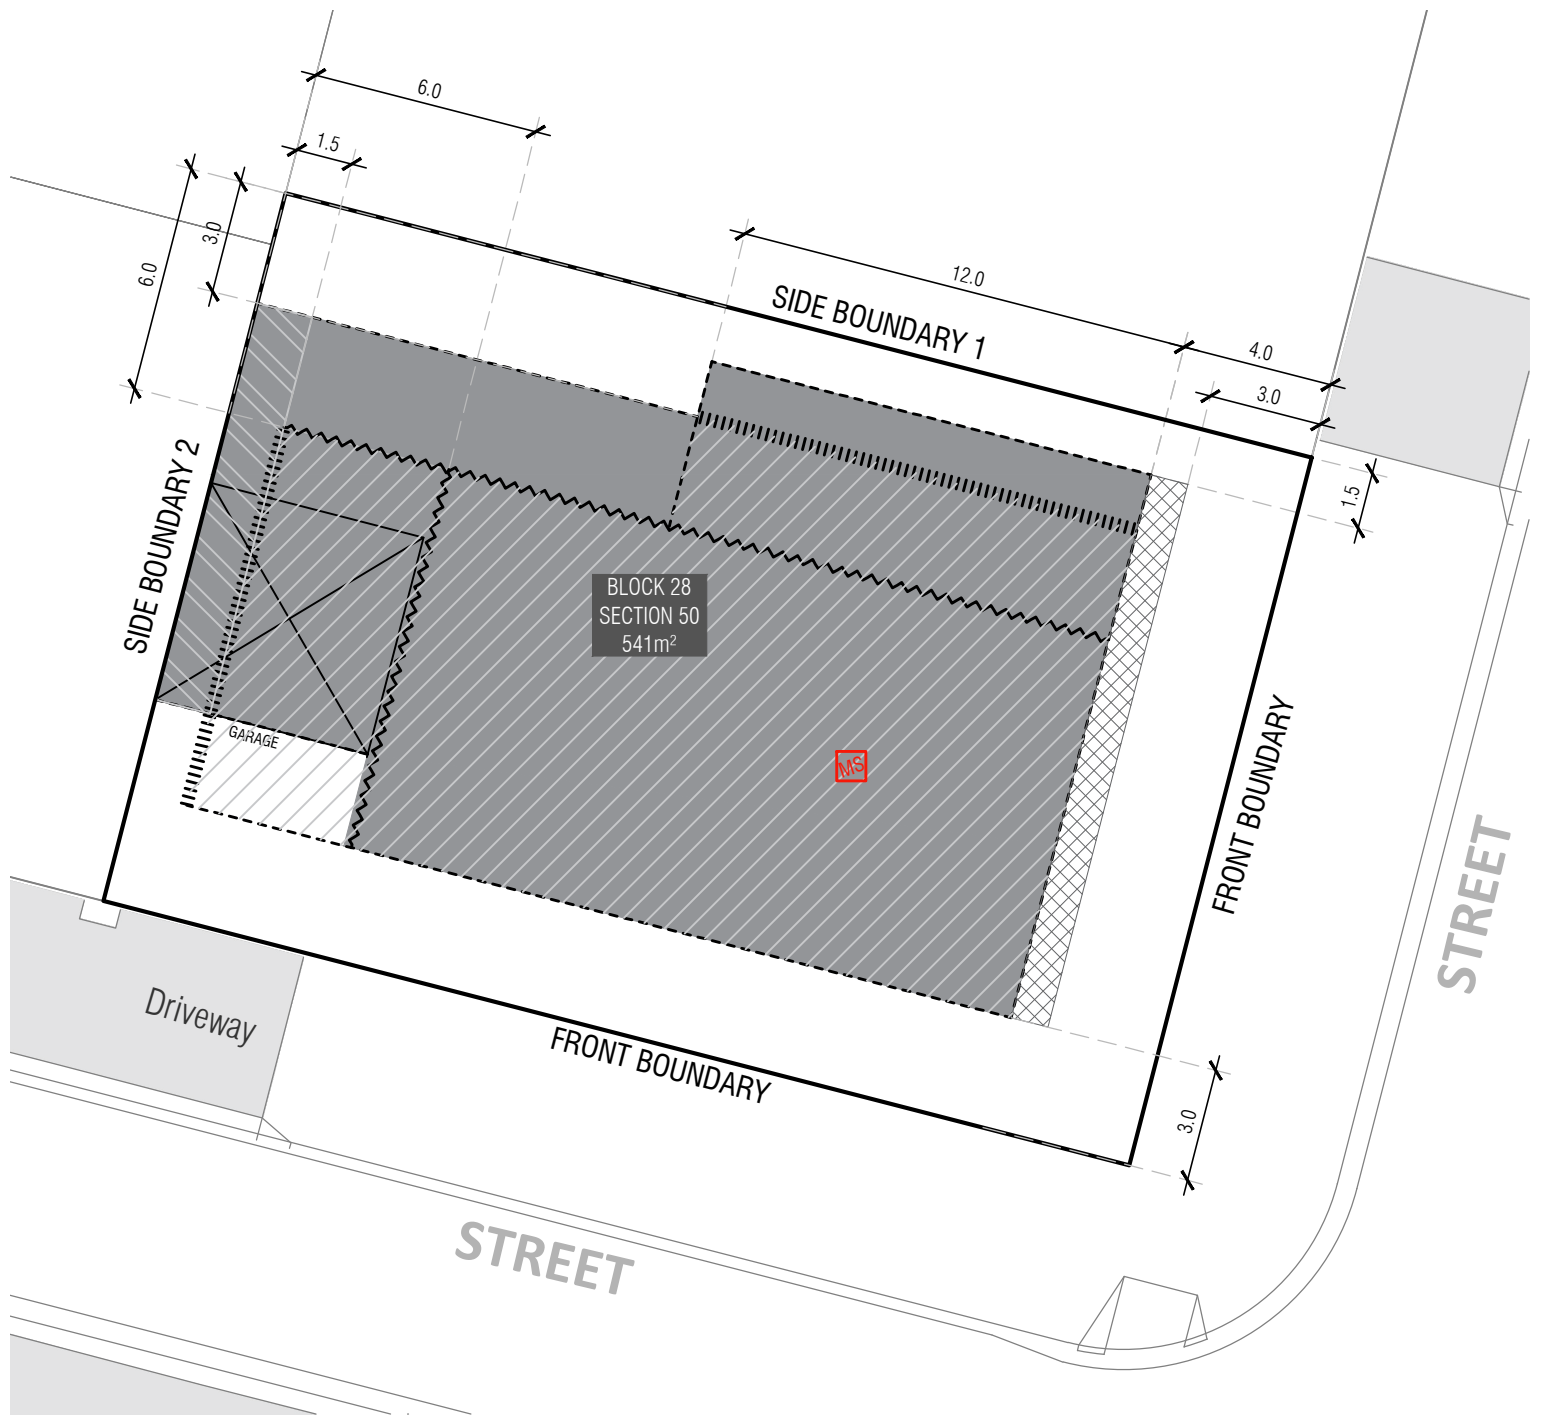 6.0
1.5
3.0
6.0
12.0
4.0
3.0
SIDE BOUNDARY 1
1.5
SIDE BOUNDARY 2
BLOCK 28
SECTION 50
541m²
GARAGE
MS
FRONT BOUNDARY
STREET
Driveway
FRONT BOUNDARY
3.0
STREET